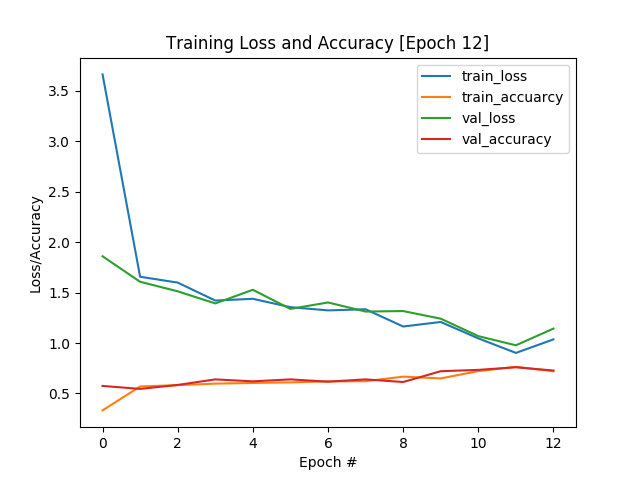 Training Loss and Accuracy [Epoch 12]
train_loss
train_accuarcy
val_loss
val_accuracy
3.5
3.0
2.5
2.0
1.5
1.0
0.5
Loss/Accuracy
0 2 4 6 8 10 12
Epoch #